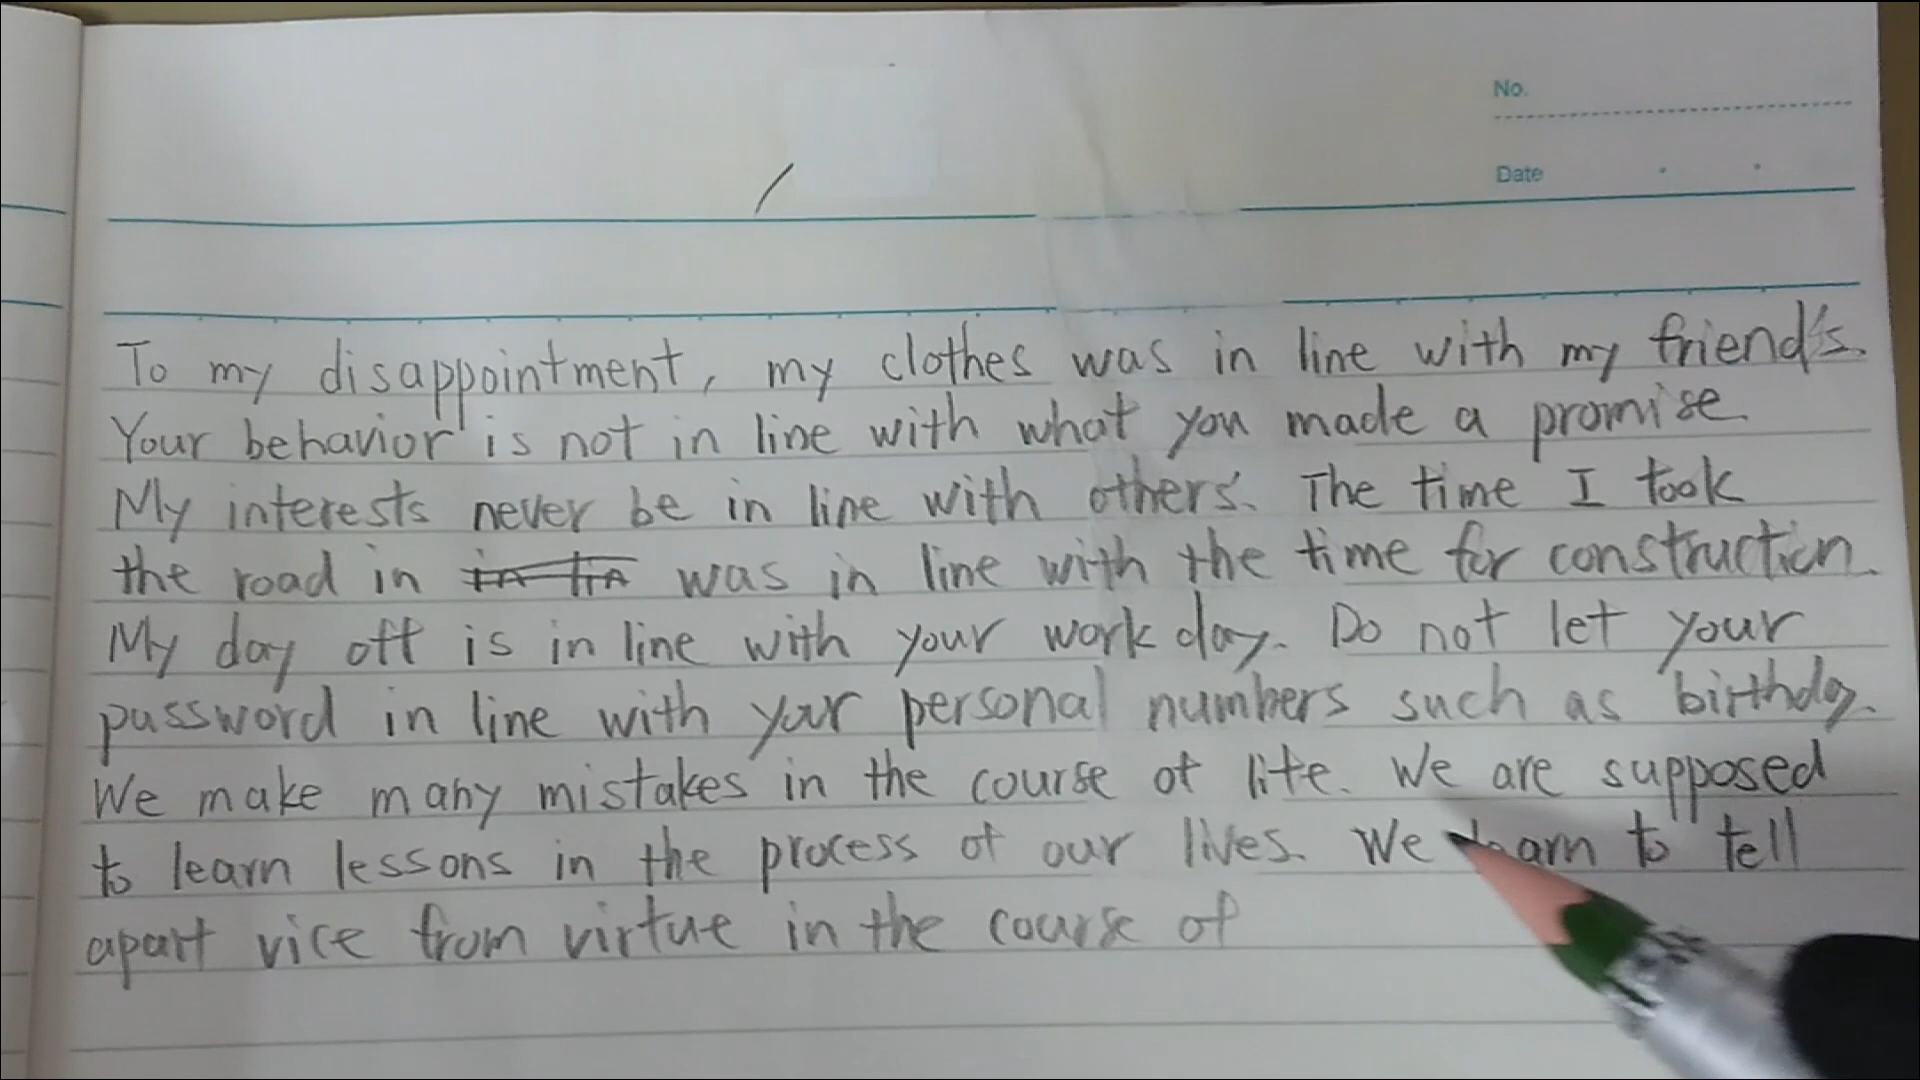 No.
Date
To my disappointment, my clothes was in line with my friend's.
Your behavior is not in line with what you made a promise.
My interests never be in line with others'. The time I took
the road in was in line with the time for construction.
My day off is in line with your work day. Do not let your
password in line with your personal numbers such as birthday.
We make many mistakes in the course of life. We are supposed
to learn lessons in the process of our lives. We learn to tell
apart vice from virtue in the course of